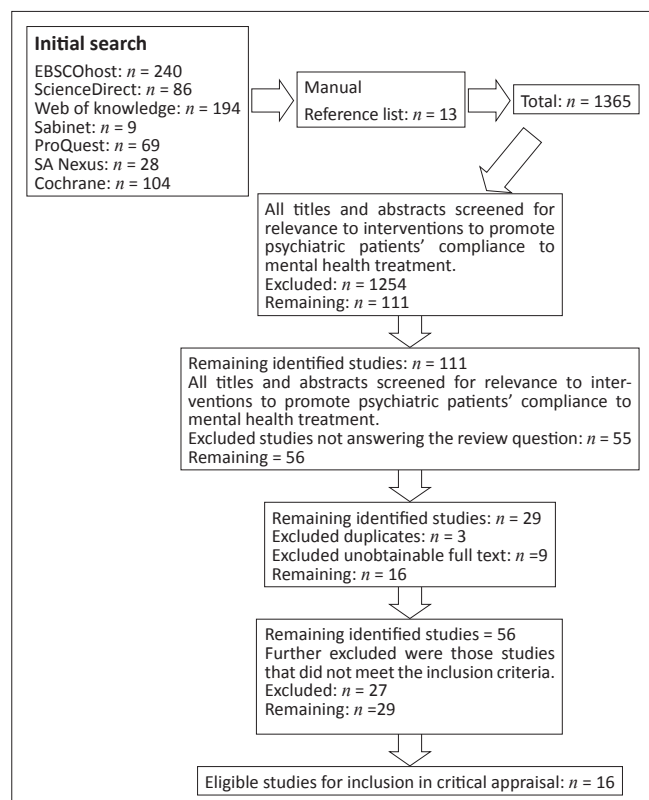 Initial search
EBSCOhost: n = 240
ScienceDirect: n = 86
Web of knowledge: n = 194
Sabinet: n = 9
ProQuest: n = 69
SA Nexus: n = 28
Cochrane: n = 104
Manual
Reference list: n = 13
Total: n = 1365
All titles and abstracts screened for
relevance to interventions to promote
psychiatric patients’ compliance to
mental health treatment.
Excluded: n = 1254
Remaining: n = 111
Remaining identified studies: n = 111
All titles and abstracts screened for relevance to inter-
ventions to promote psychiatric patients’ compliance to
mental health treatment.
Excluded studies not answering the review question: n = 55
Remaining = 56
Remaining identified studies: n = 29
Excluded duplicates: n = 3
Excluded unobtainable full text: n =9
Remaining: n = 16
Remaining identified studies = 56
Further excluded were those studies
that did not meet the inclusion criteria.
Excluded: n = 27
Remaining: n =29
Eligible studies for inclusion in critical appraisal: n = 16